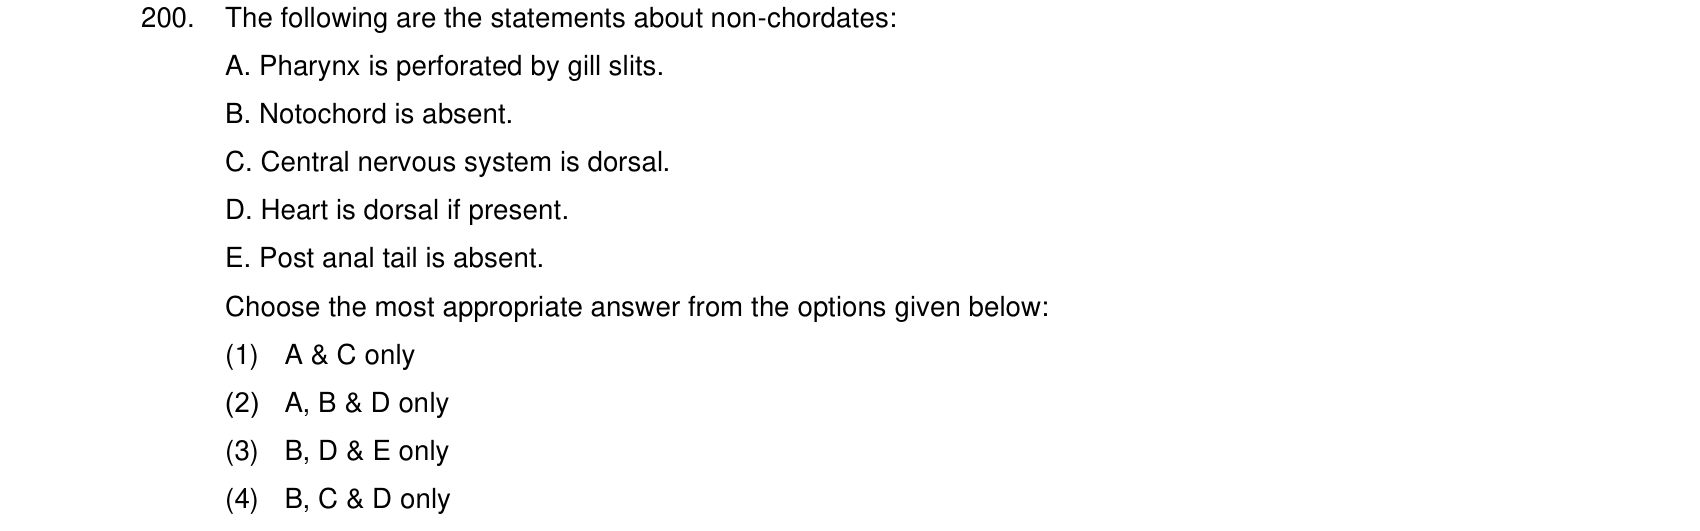 200. The following are the statements about non-chordates:
A. Pharynx is perforated by gill slits.
B. Notochord is absent.
C. Central nervous system is dorsal.
D. Heart is dorsal if present.
E. Post anal tail is absent.
Choose the most appropriate answer from the options given below:
(1) A & C only
(2) A, B & D only
(3) B, D & E only
(4) B, C & D only